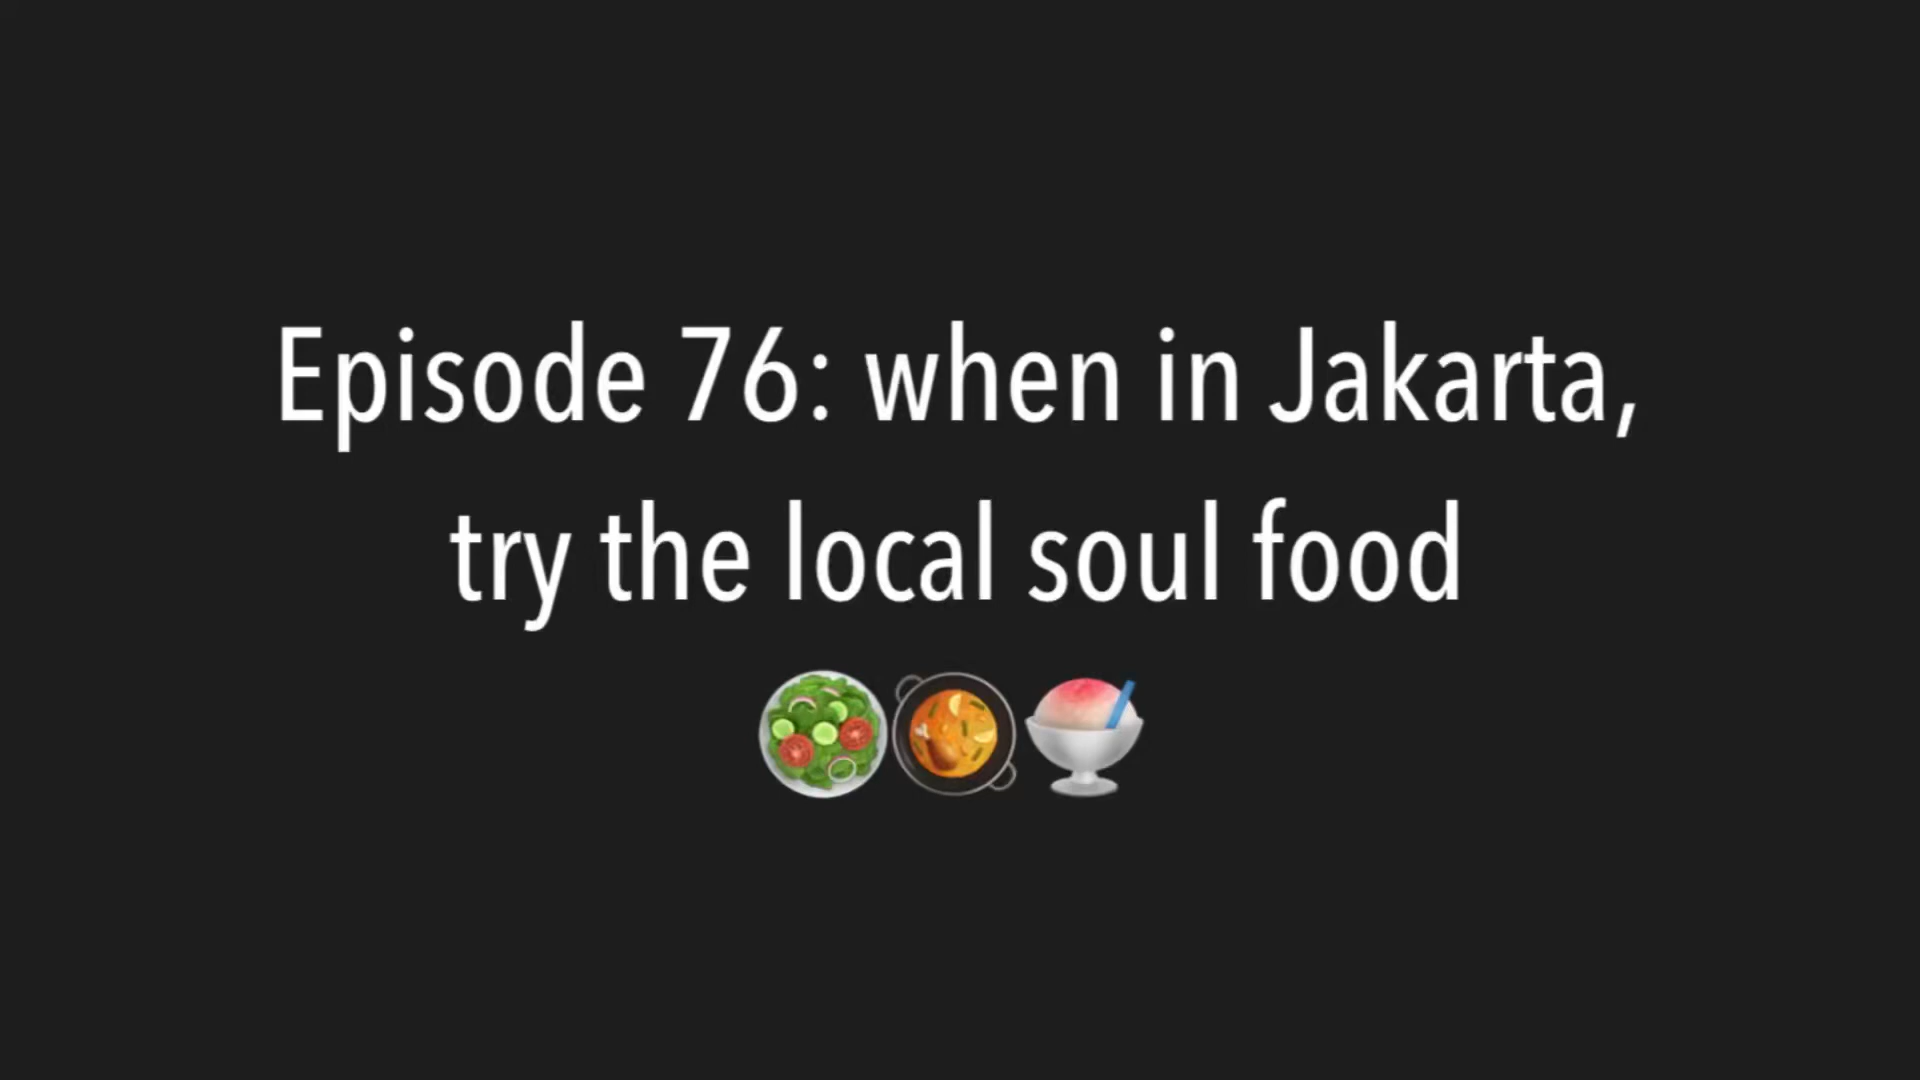 Episode 76: when in Jakarta,
try the local soul food
🥗🥘🍧